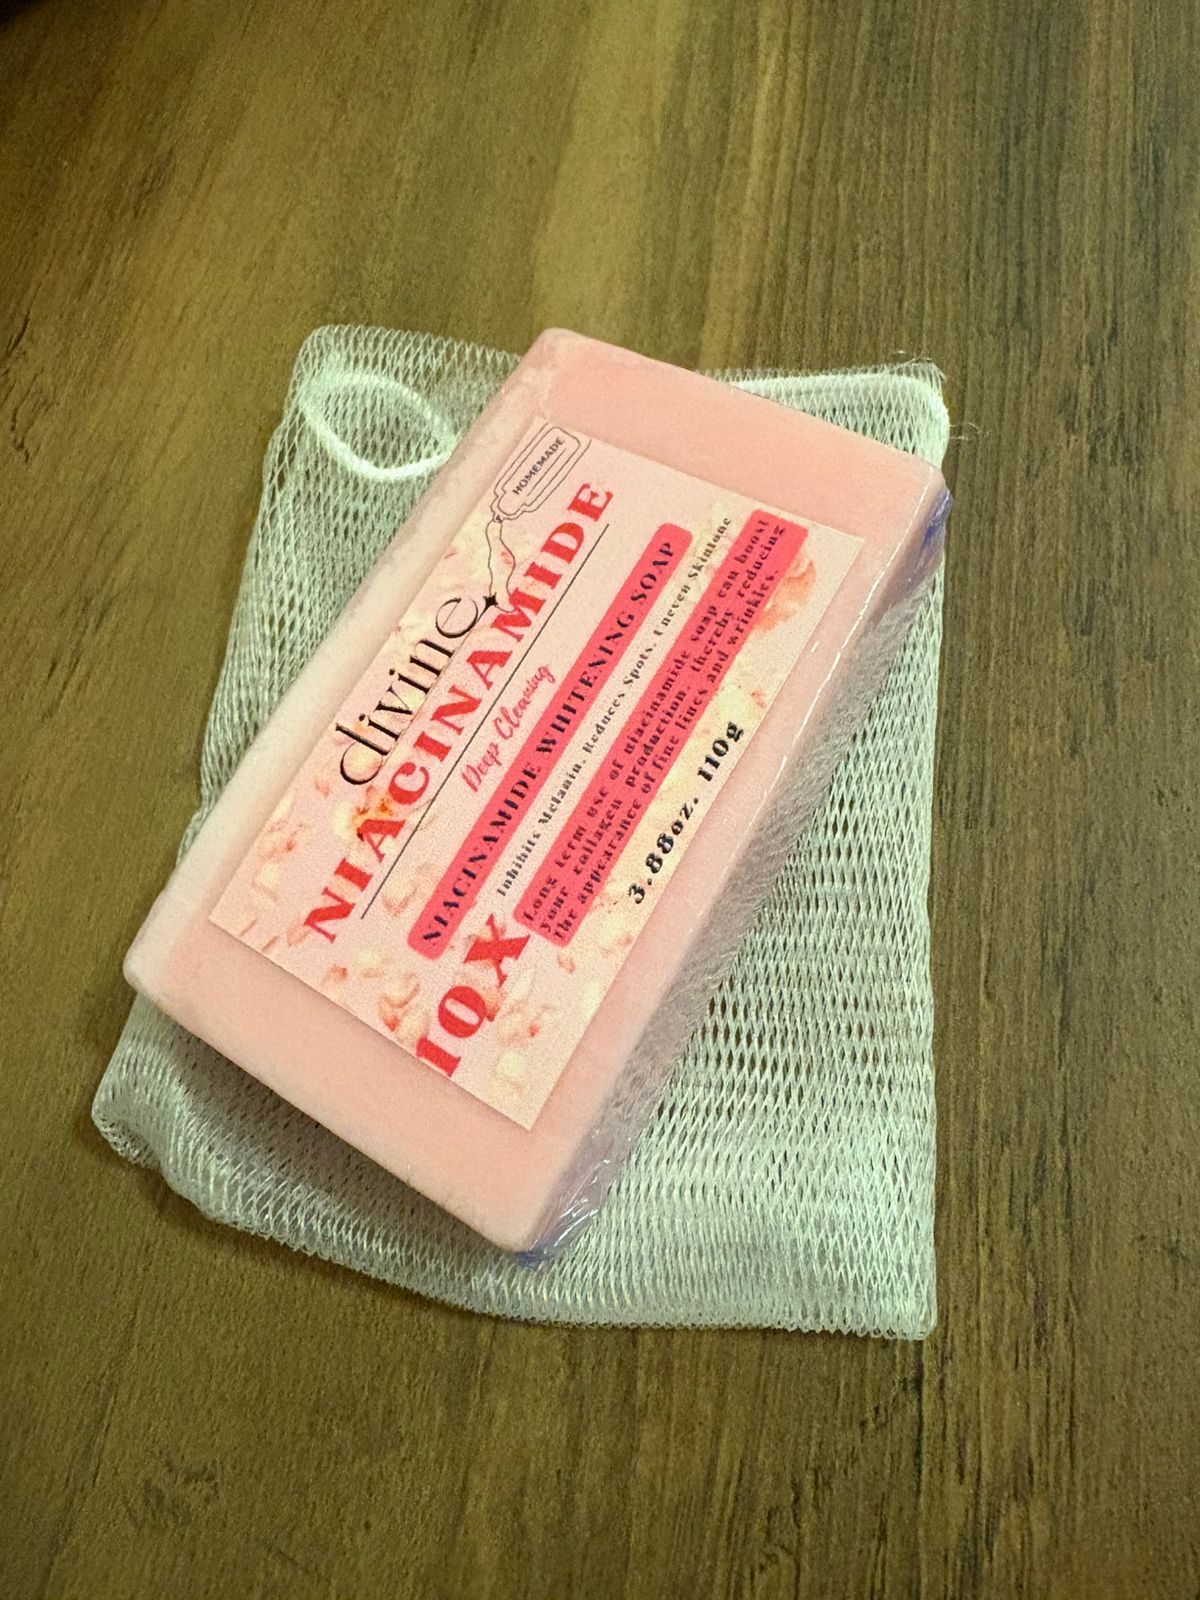 HOMEMADE
divine
NIACINAMIDE
Deep Cleansing
NIACINAMIDE WHITENING SOAP
Inhibits Melanin, Reduces Spots, Uneven Skintone
10X
Long term use of niacinamide soap can boost
your collagen production, thereby reducing
the appearance of fine lines and wrinkles.
3.88oz. 110g